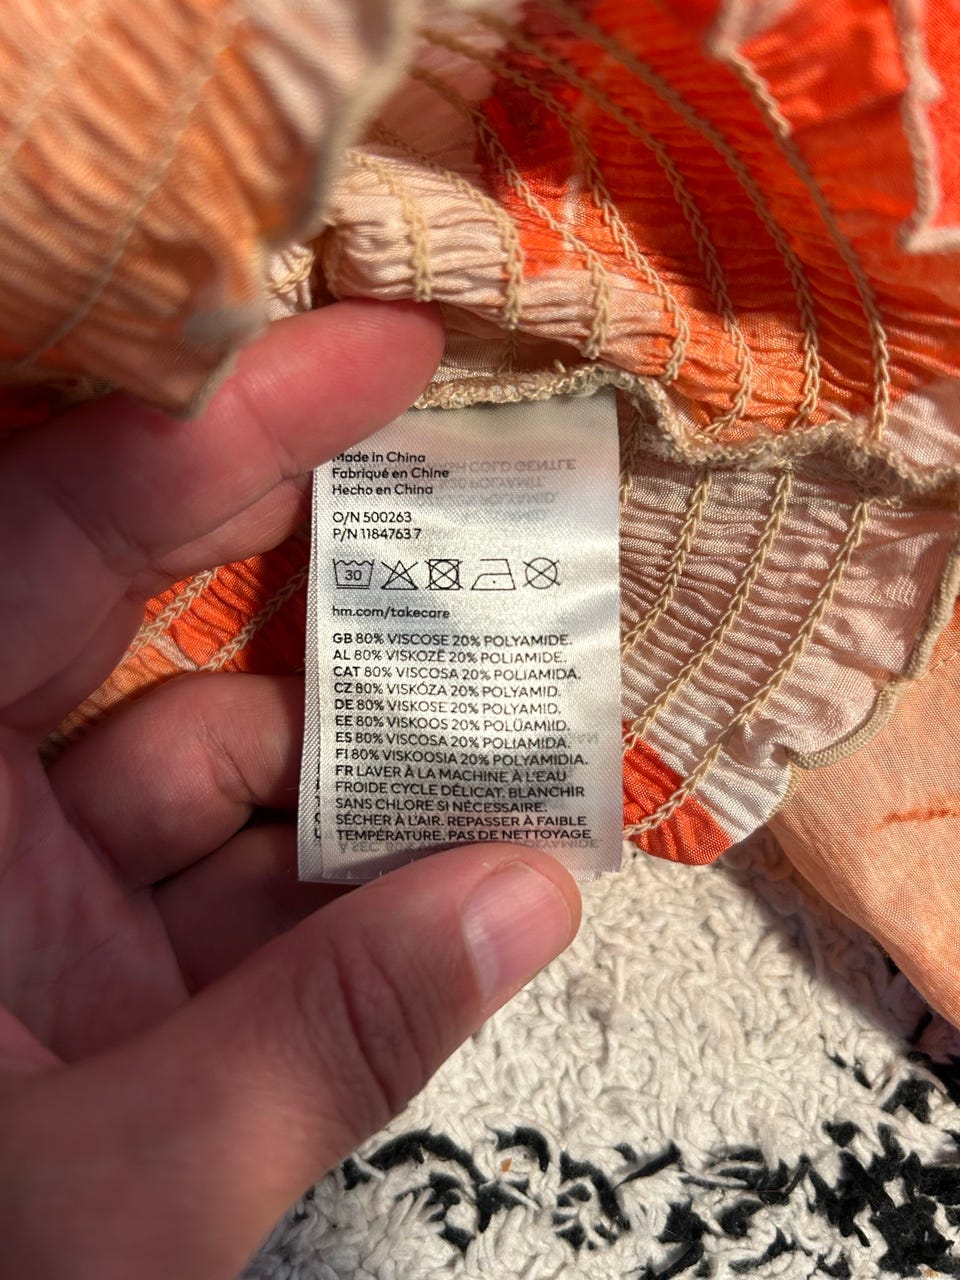 Made in China
Fabriqué en Chine
Hecho en China
O/N 500263
P/N 1184763 7
30
hm.com/takecare
GB 80% VISCOSE 20% POLYAMIDE.
AL 80% VISKOZË 20% POLIAMIDE.
CAT 80% VISCOSA 20% POLIAMIDA.
CZ 80% VISKÓZA 20% POLYAMID.
DE 80% VISKOSE 20% POLYAMID.
EE 80% VISKOOS 20% POLÜAMIID.
ES 80% VISCOSA 20% POLIAMIDA.
FI 80% VISKOOSIA 20% POLYAMIDIA.
FR LAVER À LA MACHINE À L'EAU
FROIDE CYCLE DÉLICAT. BLANCHIR
SANS CHLORE SI NÉCESSAIRE.
SÉCHER À L'AIR. REPASSER À FAIBLE
TEMPÉRATURE. PAS DE NETTOYAGE